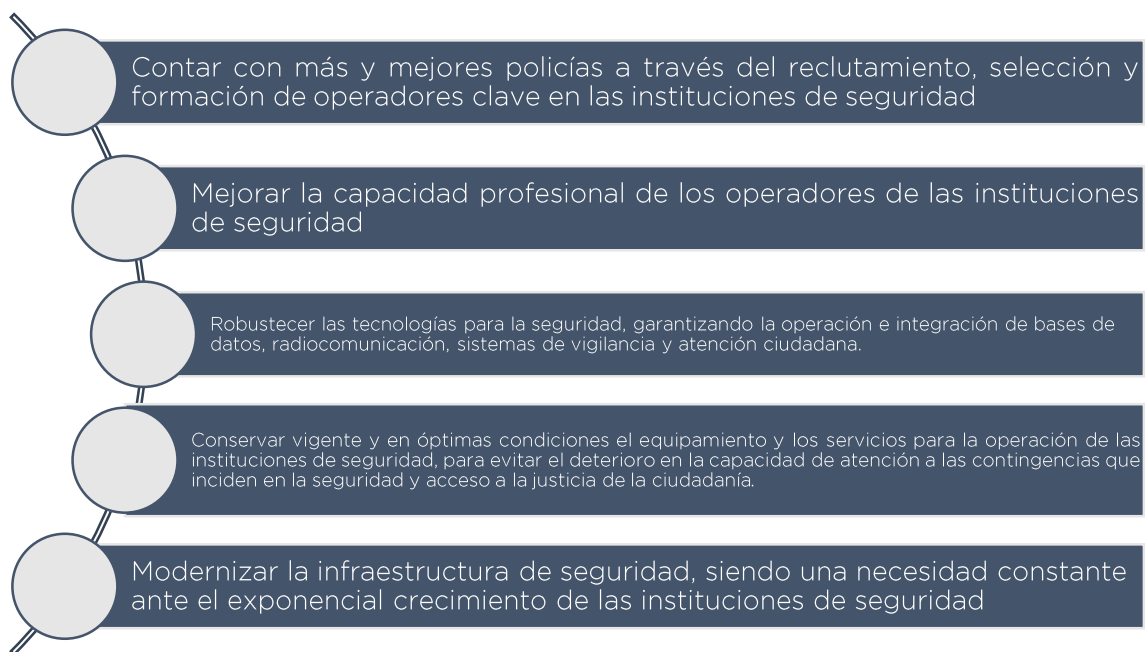 Contar con más y mejores policías a través del reclutamiento, selección y
formación de operadores clave en las instituciones de seguridad
Mejorar la capacidad profesional de los operadores de las instituciones
de seguridad
Robustecer las tecnologías para la seguridad, garantizando la operación e integración de bases de
datos, radiocomunicación, sistemas de vigilancia y atención ciudadana.
Conservar vigente y en óptimas condiciones el equipamiento y los servicios para la operación de las
instituciones de seguridad, para evitar el deterioro en la capacidad de atención a las contingencias que
inciden en la seguridad y acceso a la justicia de la ciudadanía.
Modernizar la infraestructura de seguridad, siendo una necesidad constante
ante el exponencial crecimiento de las instituciones de seguridad